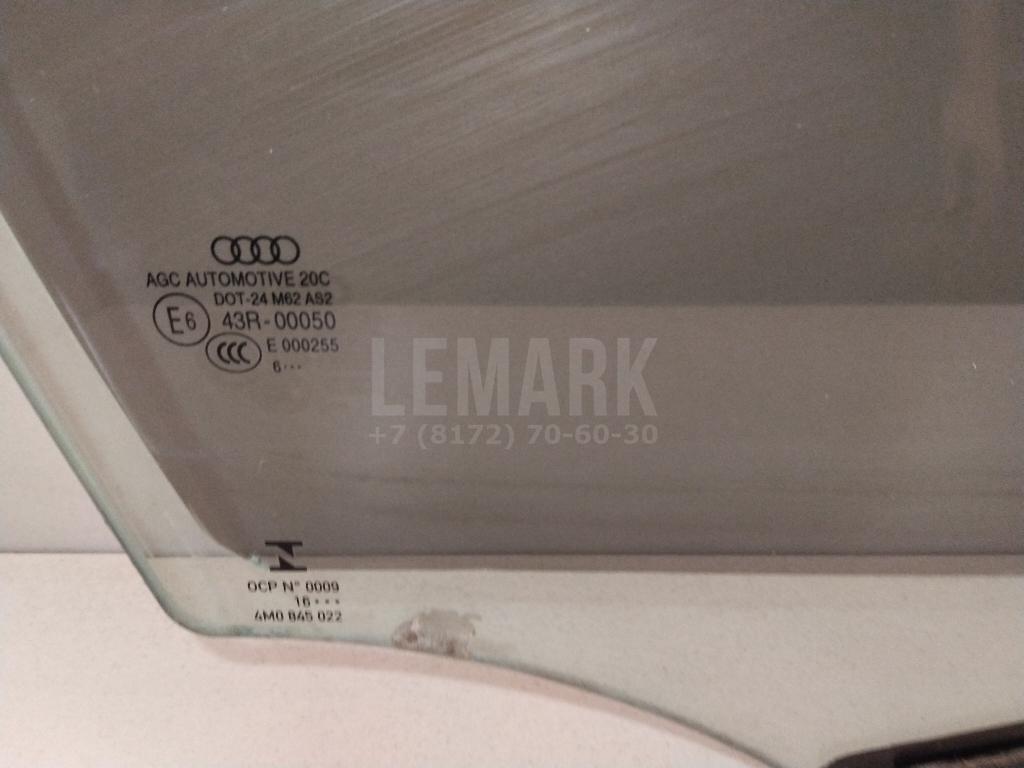 AGC AUTOMOTIVE 20C
DOT-24 M62 AS2
E6 43R-00050
CCC E 000255
6···
LEMARK
+7 (8172) 70-60-30
OCP N° 0009
16···
4M0 845 022